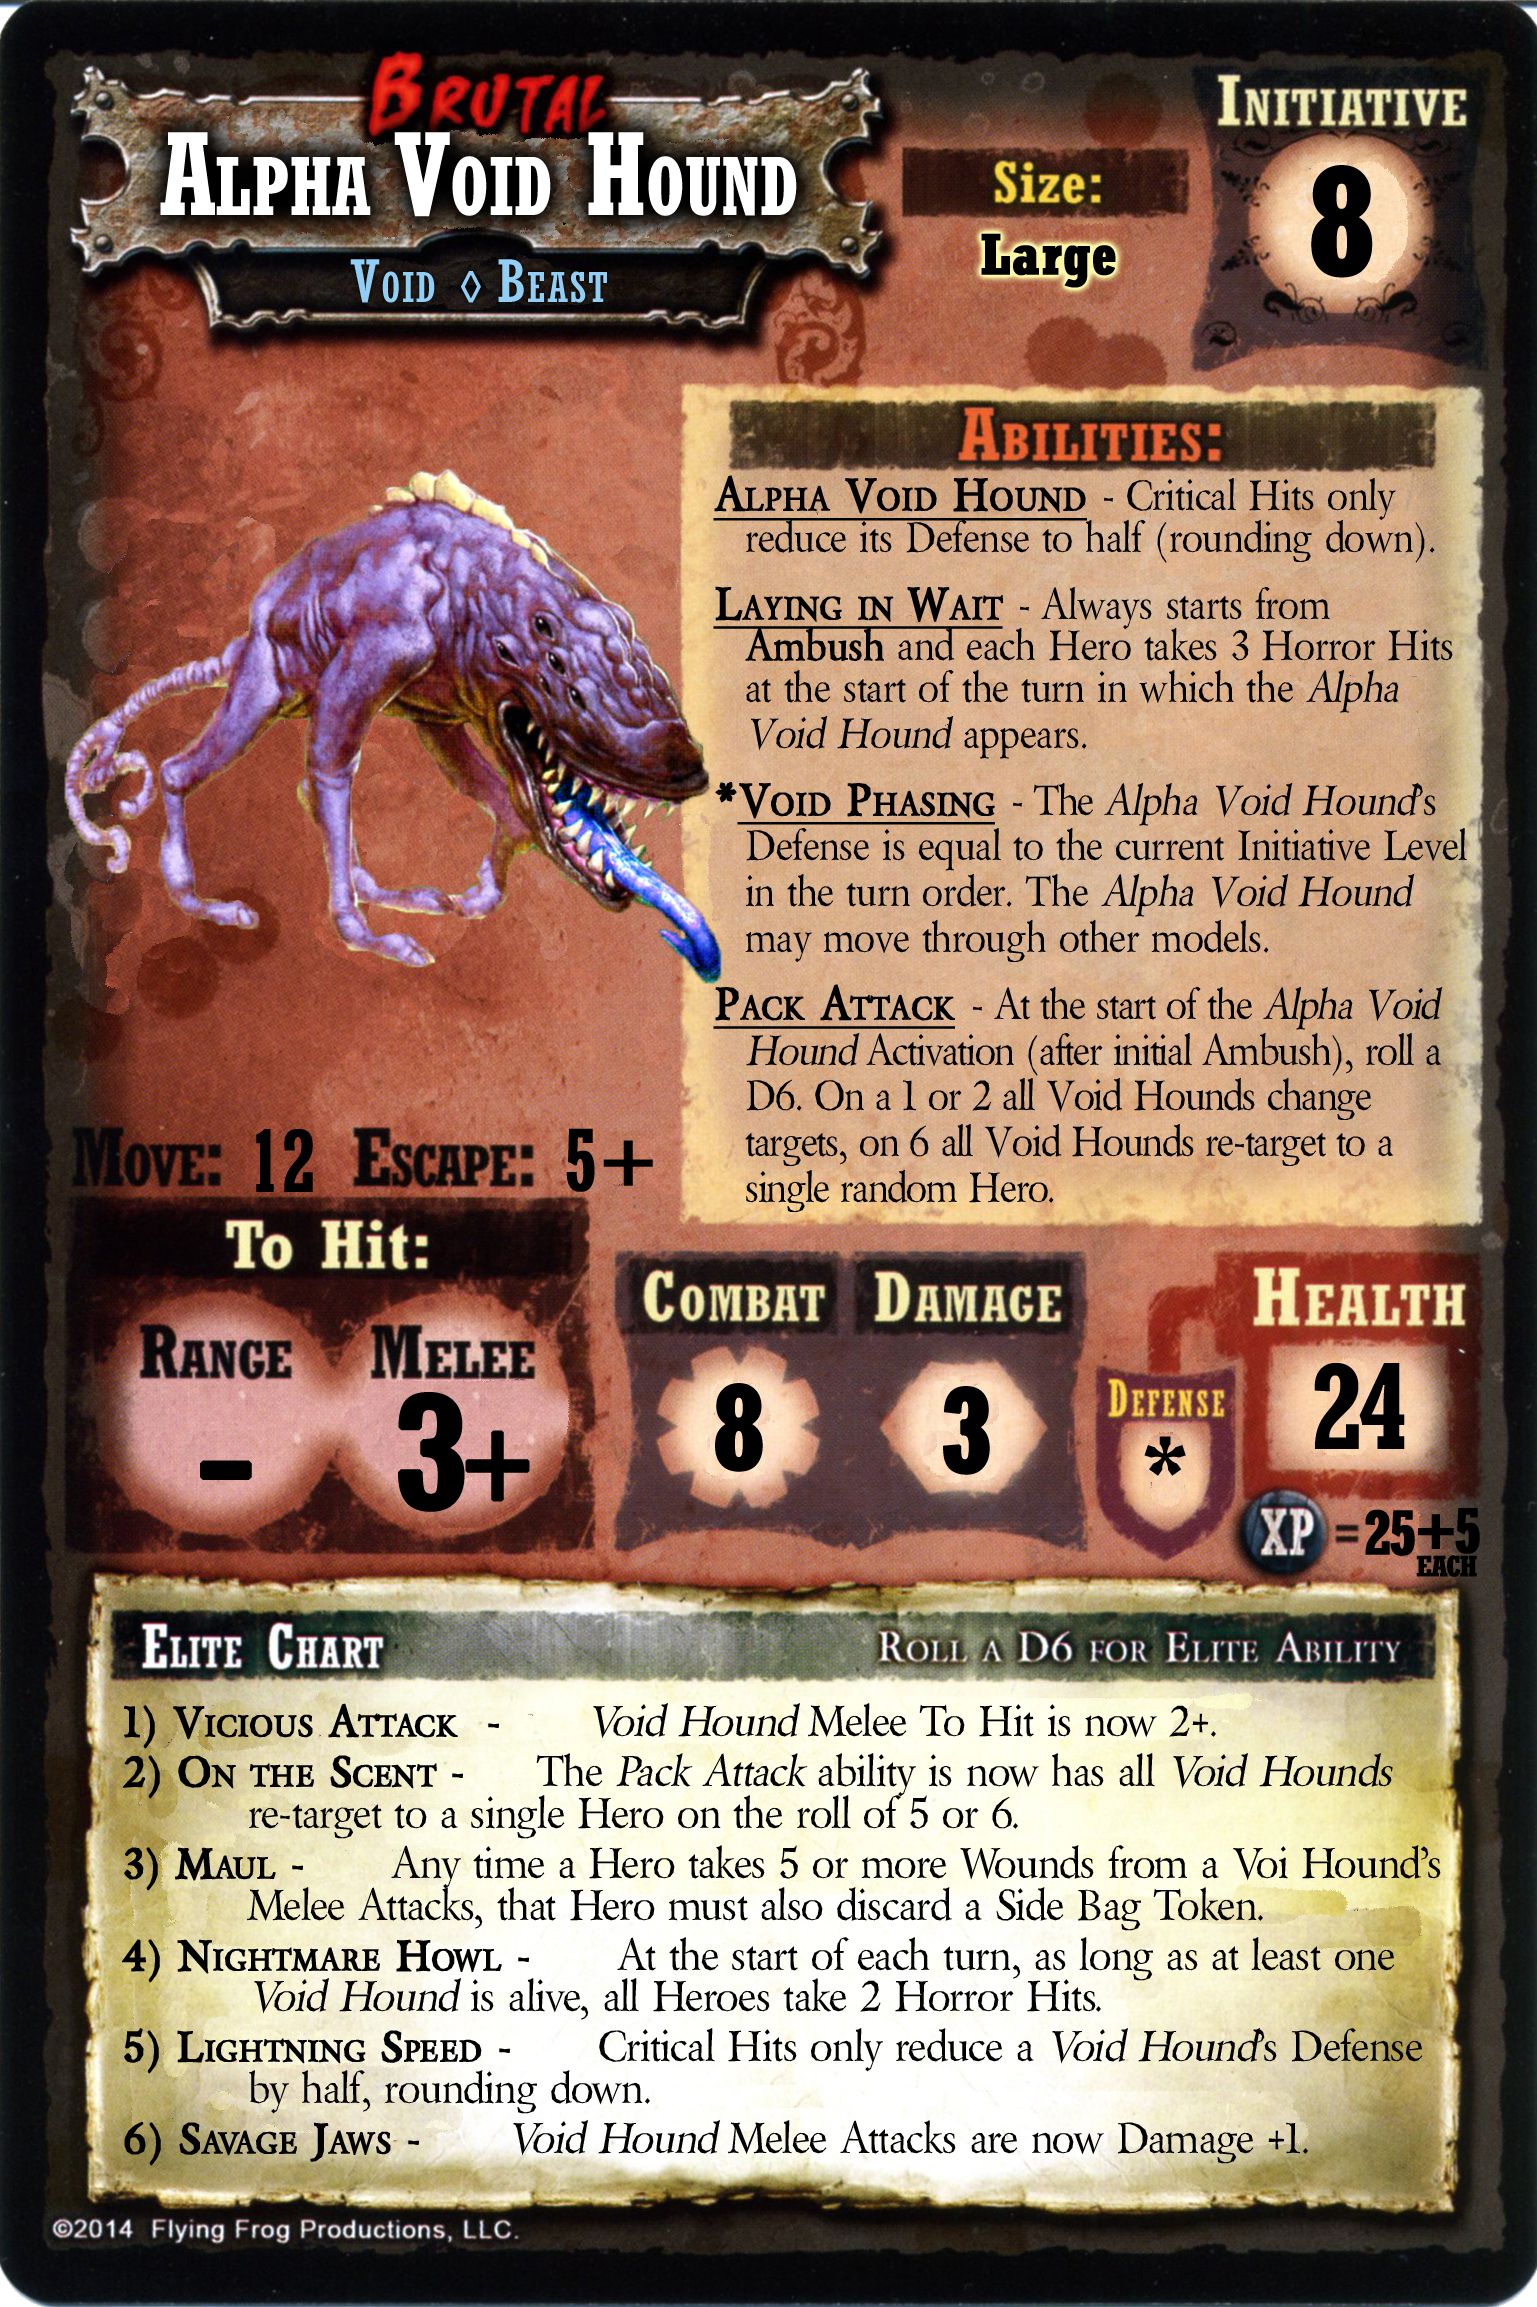 BRUTAL
ALPHA VOID HOUND
VOID ◊ BEAST
Size:
Large
INITIATIVE
8
ABILITIES:
ALPHA VOID HOUND - Critical Hits only
reduce its Defense to half (rounding down).
LAYING IN WAIT - Always starts from
Ambush and each Hero takes 3 Horror Hits
at the start of the turn in which the Alpha
Void Hound appears.
*VOID PHASING - The Alpha Void Hound's
Defense is equal to the current Initiative Level
in the turn order. The Alpha Void Hound
may move through other models.
PACK ATTACK - At the start of the Alpha Void
Hound Activation (after initial Ambush), roll a
D6. On a 1 or 2 all Void Hounds change
targets, on 6 all Void Hounds re-target to a
single random Hero.
MOVE: 12 ESCAPE: 5+
To Hit:
RANGE
-
MELEE
3+
COMBAT
8
DAMAGE
3
DEFENSE
*
HEALTH
24
XP =25+5
EACH
ELITE CHART ROLL A D6 FOR ELITE ABILITY
1) VICIOUS ATTACK - Void Hound Melee To Hit is now 2+.
2) ON THE SCENT - The Pack Attack ability is now has all Void Hounds
re-target to a single Hero on the roll of 5 or 6.
3) MAUL - Any time a Hero takes 5 or more Wounds from a Voi Hound's
Melee Attacks, that Hero must also discard a Side Bag Token.
4) NIGHTMARE HOWL - At the start of each turn, as long as at least one
Void Hound is alive, all Heroes take 2 Horror Hits.
5) LIGHTNING SPEED - Critical Hits only reduce a Void Hound's Defense
by half, rounding down.
6) SAVAGE JAWS - Void Hound Melee Attacks are now Damage +1.
©2014 Flying Frog Productions, LLC.